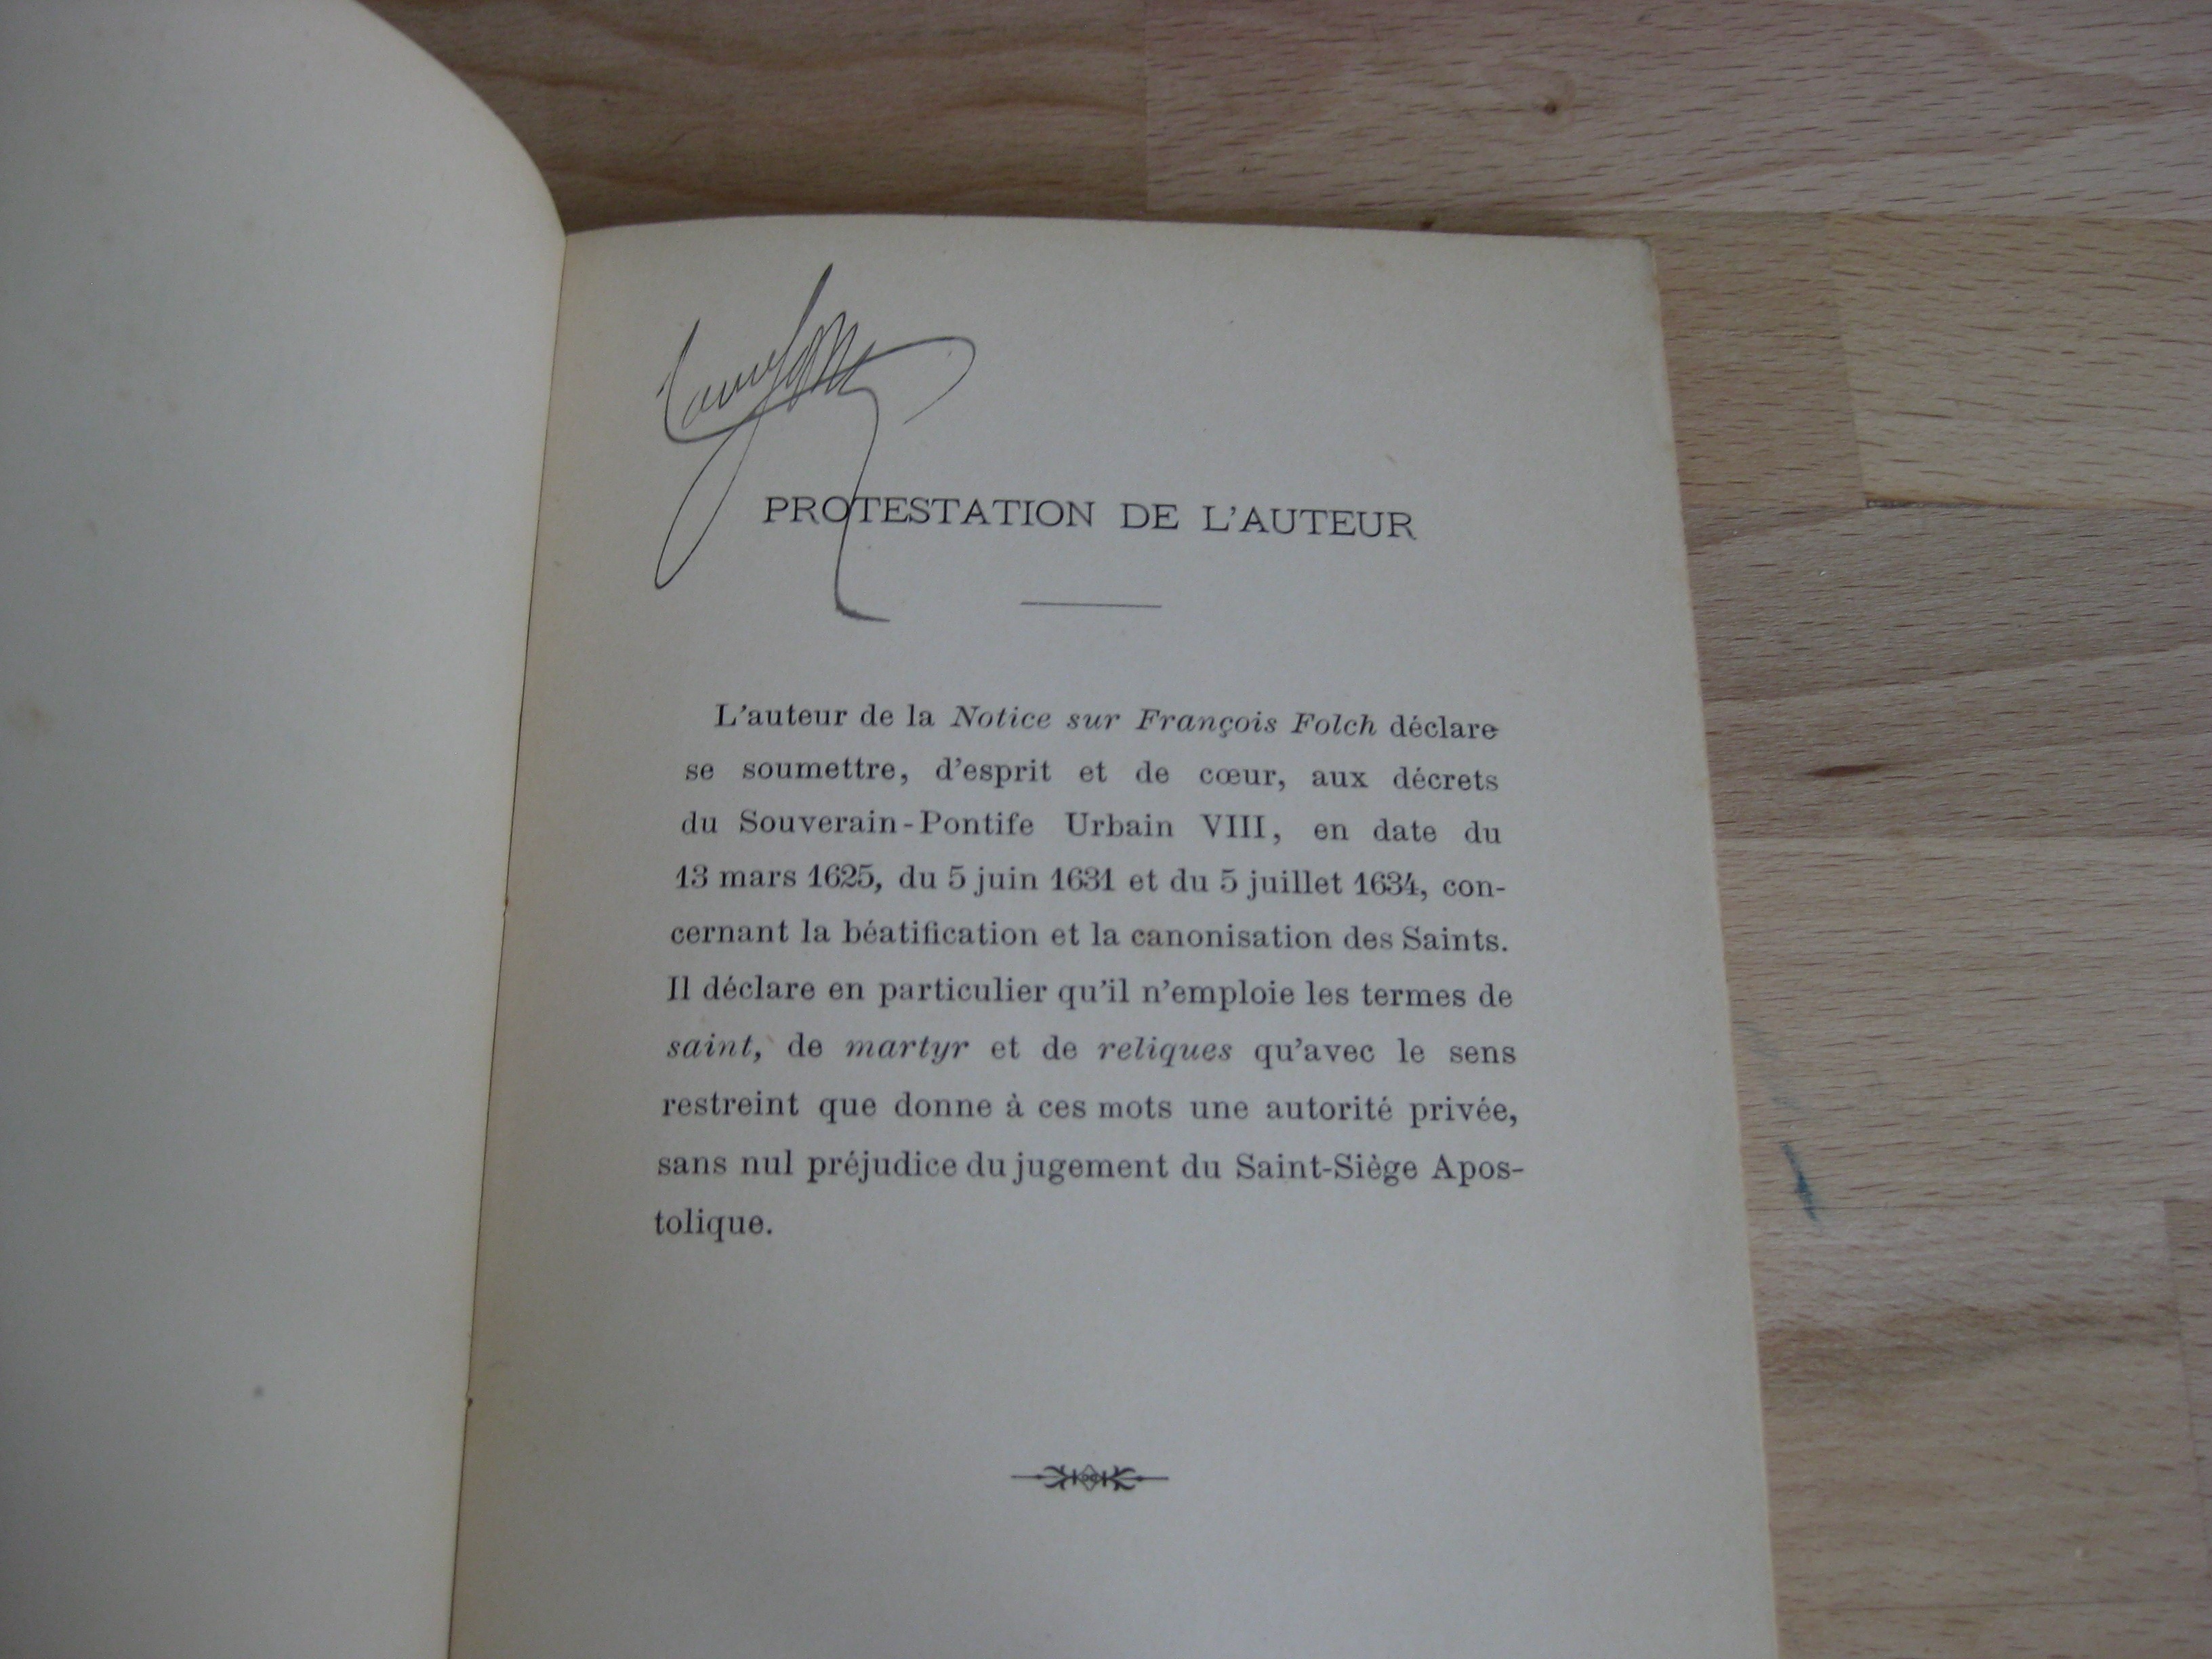 PROTESTATION DE L'AUTEUR
L'auteur de la Notice sur François Folch déclare
se soumettre, d'esprit et de cœur, aux décrets
du Souverain-Pontife Urbain VIII, en date du
13 mars 1625, du 5 juin 1631 et du 5 juillet 1634, con-
cernant la béatification et la canonisation des Saints.
Il déclare en particulier qu'il n'emploie les termes de
saint, de martyr et de reliques qu'avec le sens
restreint que donne à ces mots une autorité privée,
sans nul préjudice du jugement du Saint-Siège Apos-
tolique.